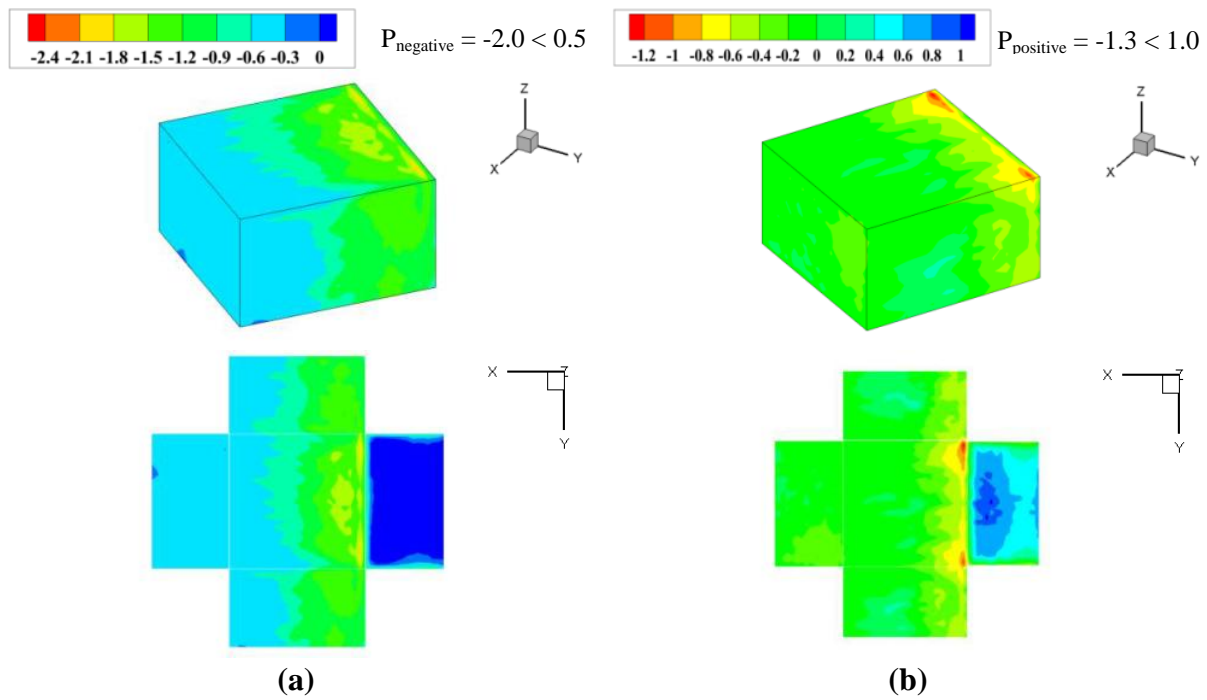 -2.4 -2.1 -1.8 -1.5 -1.2 -0.9 -0.6 -0.3 0
P_negative = -2.0 < 0.5
-1.2 -1 -0.8 -0.6 -0.4 -0.2 0 0.2 0.4 0.6 0.8 1
P_positive = -1.3 < 1.0
Z
X
Y
Z
X
Y
X
Z
Y
X
Z
Y
(a)
(b)